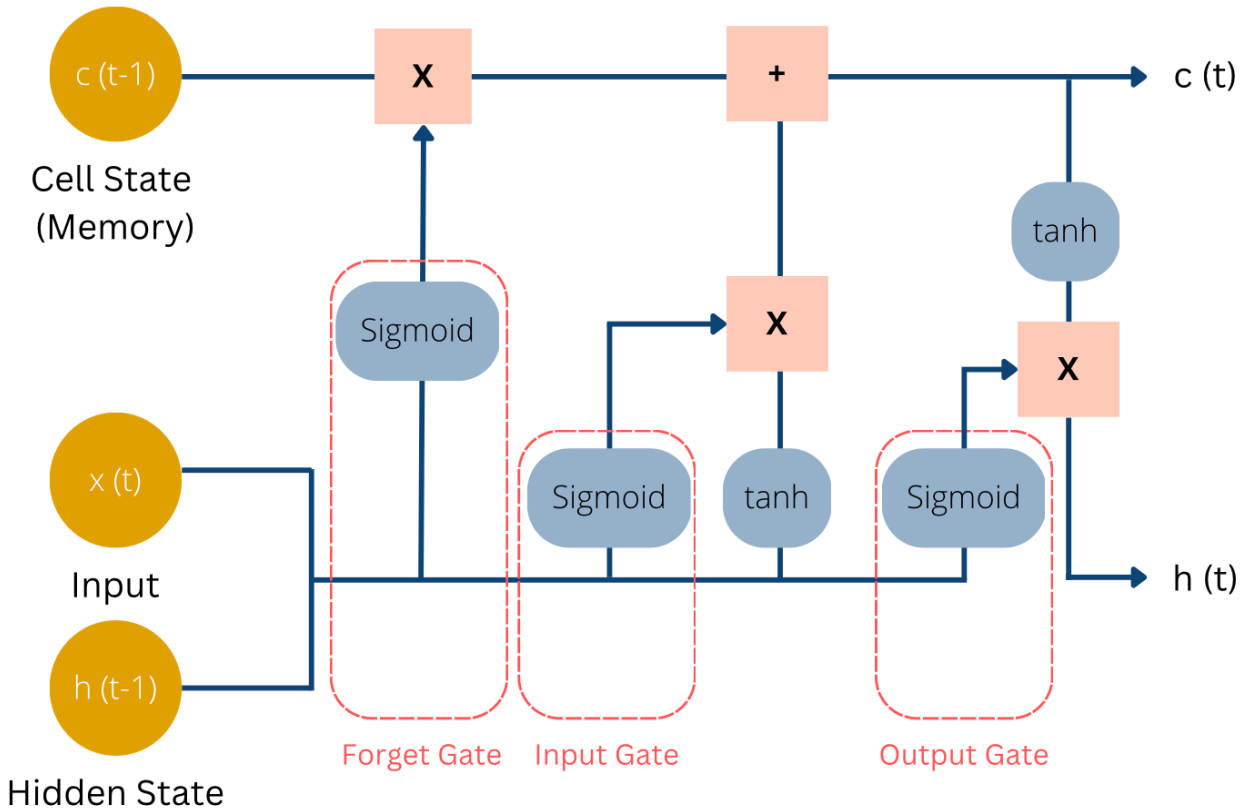 c (t-1)
X
+
c (t)
Cell State
(Memory)
tanh
Sigmoid
X
X
x (t)
Sigmoid
tanh
Sigmoid
Input
h (t)
h (t-1)
Forget Gate
Input Gate
Output Gate
Hidden State